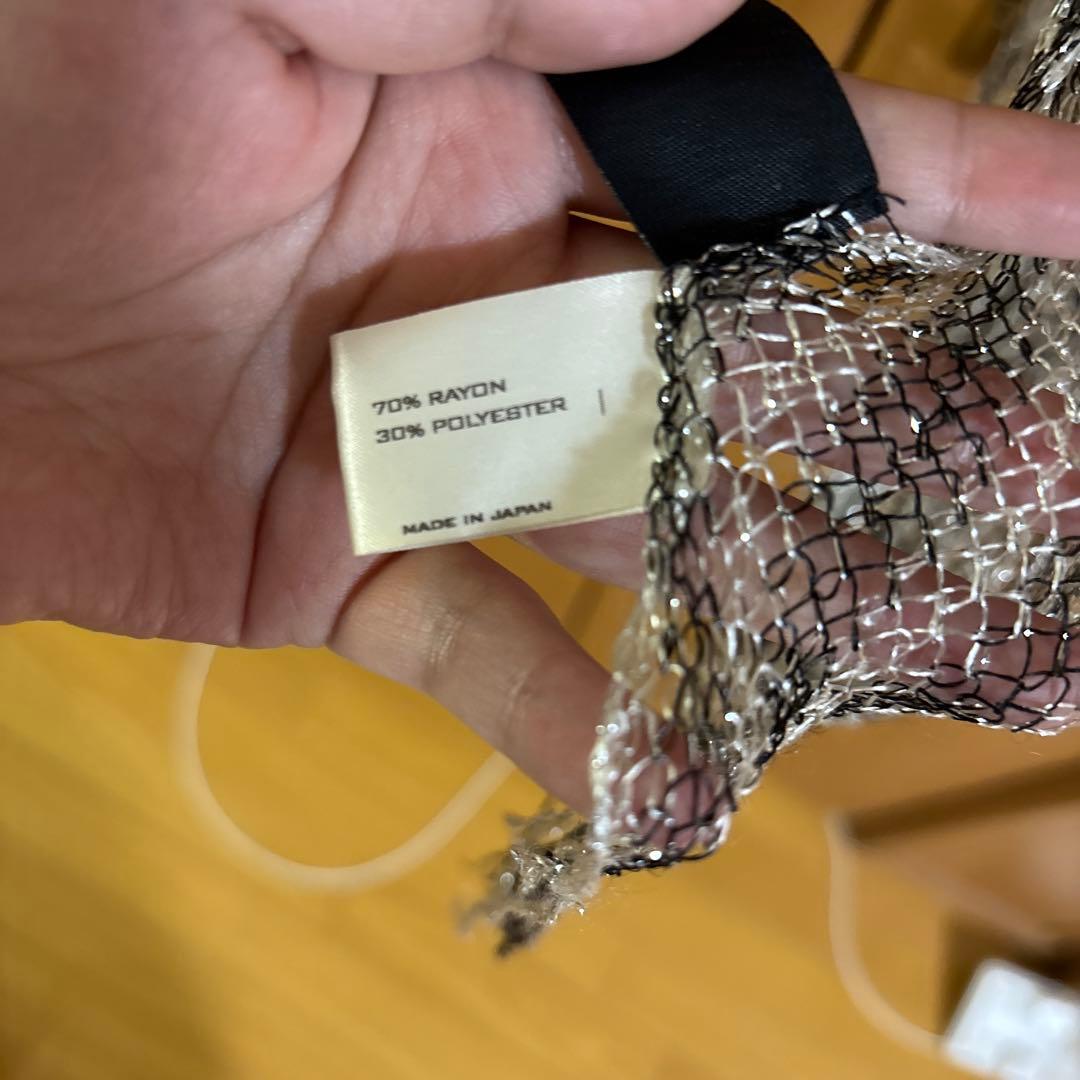 70% RAYON
30% POLYESTER
MADE IN JAPAN